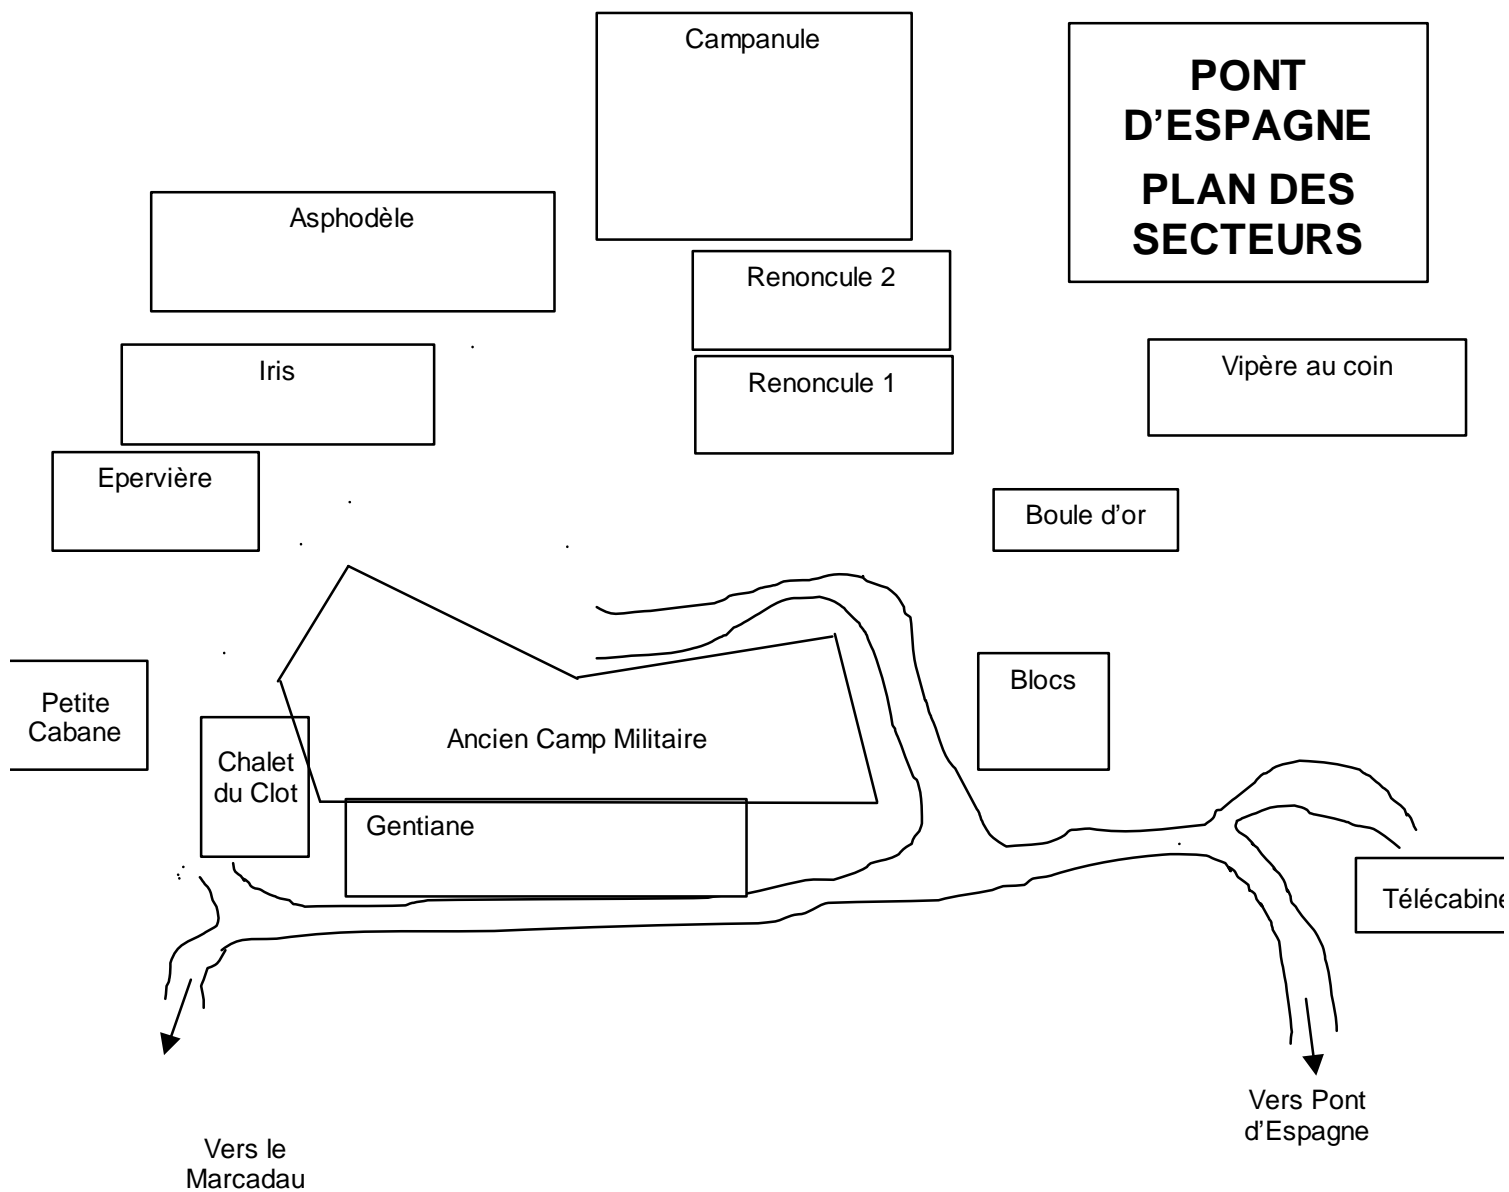 Campanule
PONT
D’ESPAGNE
PLAN DES
SECTEURS
Asphodèle
Renoncule 2
Iris
Renoncule 1
Vipère au coin
Epervière
Boule d’or
Petite
Cabane
Blocs
Chalet
du Clot
Ancien Camp Militaire
Gentiane
Télécabine
Vers Pont
d’Espagne
Vers le
Marcadau